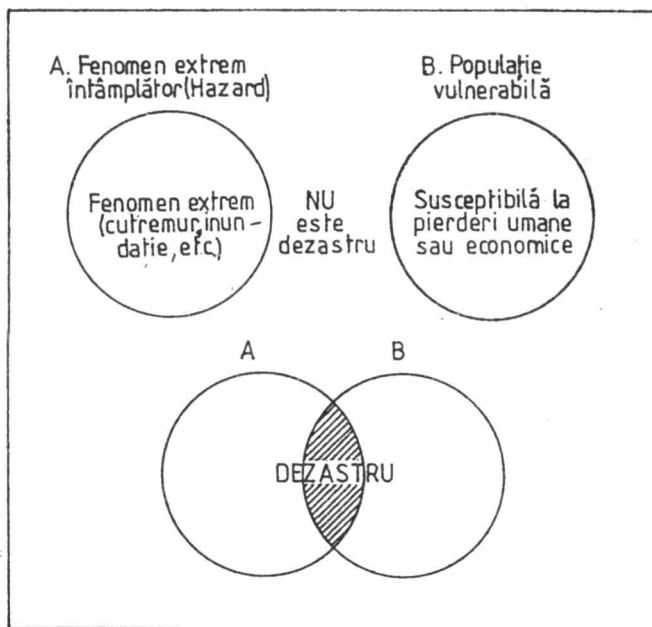 A. Fenomen extrem
întâmplător(Hazard)
B. Populație
vulnerabilă
Fenomen extrem
(cutremur,inun-
datie, etc.)
NU
este
dezastru
Susceptibilă la
pierderi umane
sau economice
A
B
DEZASTRU